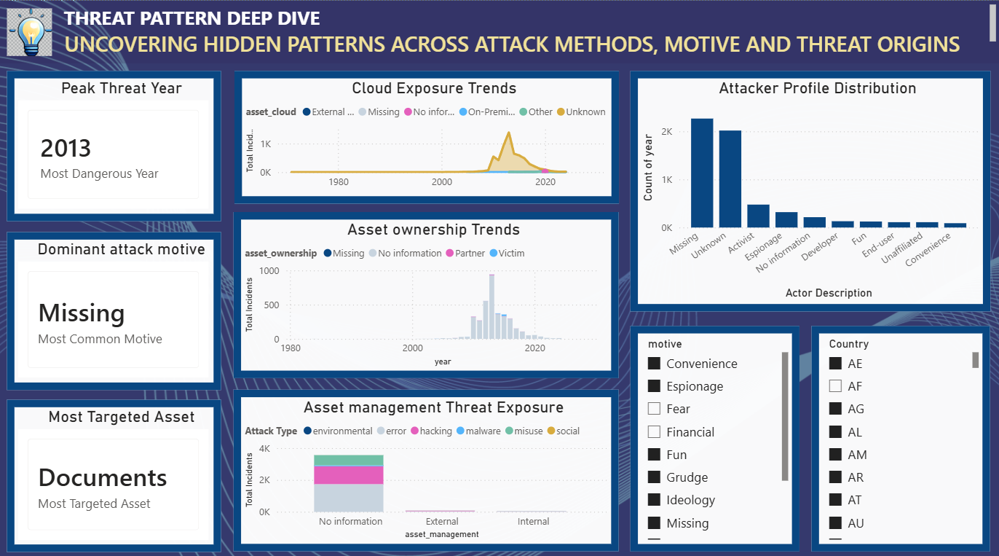 THREAT PATTERN DEEP DIVE
UNCOVERING HIDDEN PATTERNS ACROSS ATTACK METHODS, MOTIVE AND THREAT ORIGINS
Peak Threat Year
2013
Most Dangerous Year
Dominant attack motive
Missing
Most Common Motive
Most Targeted Asset
Documents
Most Targeted Asset
Cloud Exposure Trends
asset_cloud External ... Missing No infor... On-Premi... Other Unknown
Total Incid...
1K
0K
1980 2000 2020
Asset ownership Trends
asset_ownership Missing No information Partner Victim
Total Incidents
1000
500
0
1980 2000 2020
year
Asset management Threat Exposure
Attack Type environmental error hacking malware misuse social
Total Incidents
4K
2K
0K
No information External Internal
asset_management
Attacker Profile Distribution
Count of year
2K
1K
0K
Missing
Unknown
Activist
Espionage
No information
Developer
Fun
End-user
Unaffiliated
Convenience
Actor Description
motive
Convenience
Espionage
Fear
Financial
Fun
Grudge
Ideology
Missing
Country
AE
AF
AG
AL
AM
AR
AT
AU